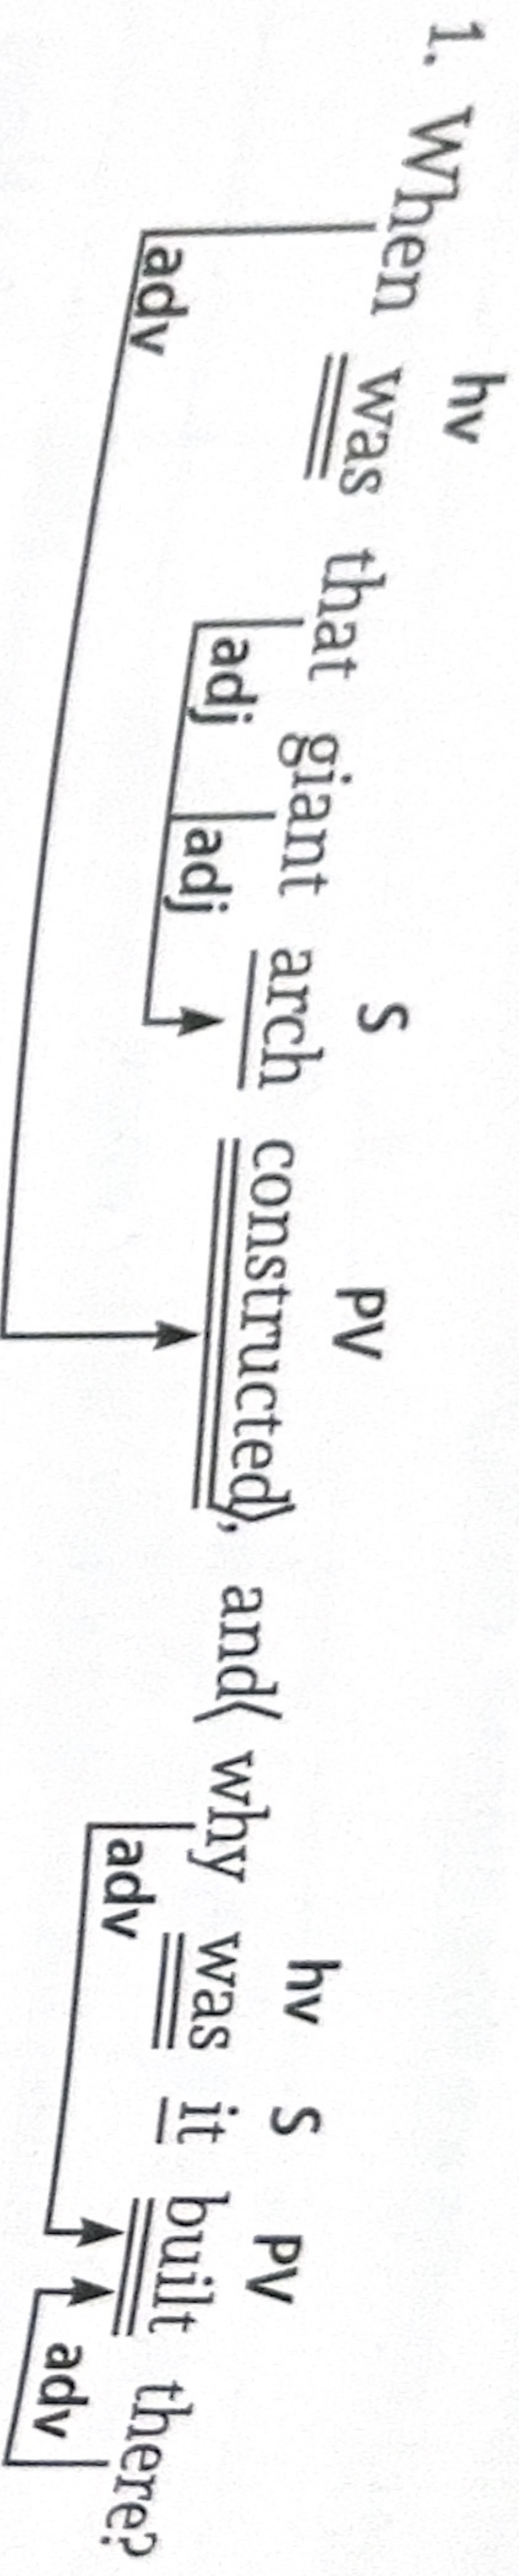 hv S pv hv S pv
1. When was that giant arch constructed⟩, and⟨ why was it built there?
adv adj adj adv adv